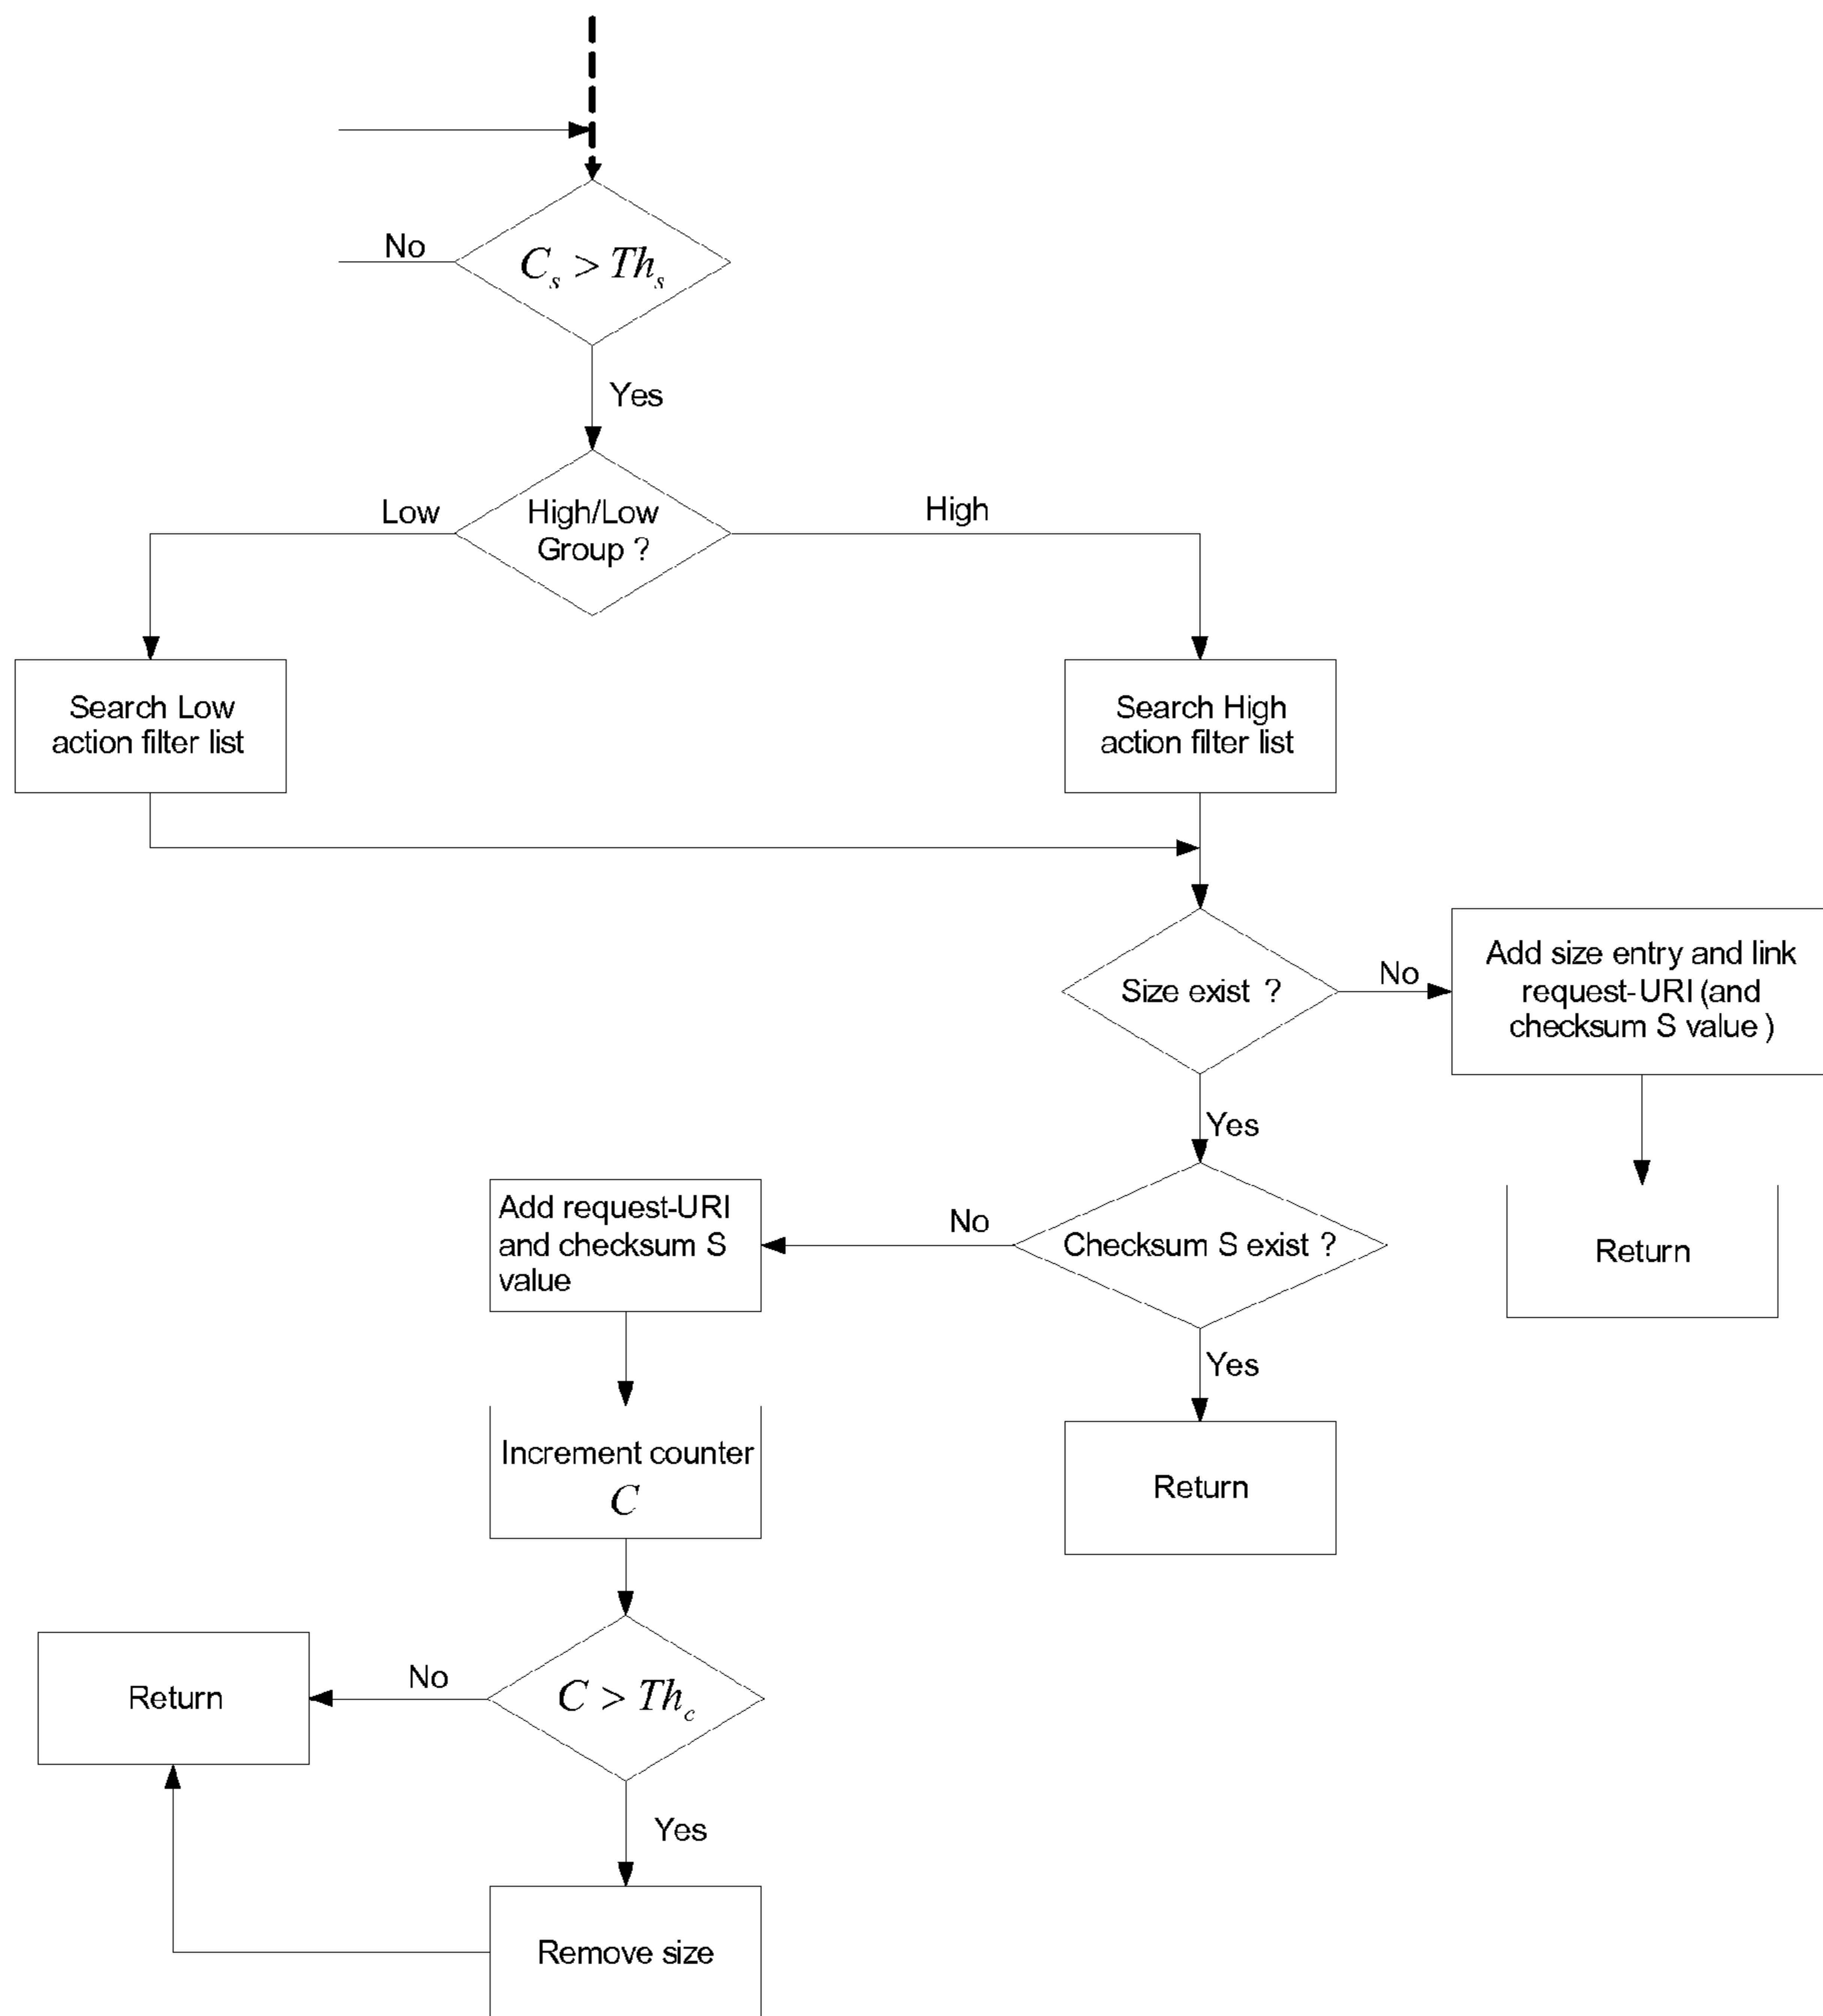 No
C_s > Th_s
Yes
Low
High/Low
Group ?
High
Search Low
action filter list
Search High
action filter list
Size exist ?
No
Add size entry and link
request-URI (and
checksum S value )
Yes
Add request-URI
and checksum S
value
No
Checksum S exist ?
Return
Yes
Increment counter
C
Return
Return
No
C > Th_c
Yes
Remove size